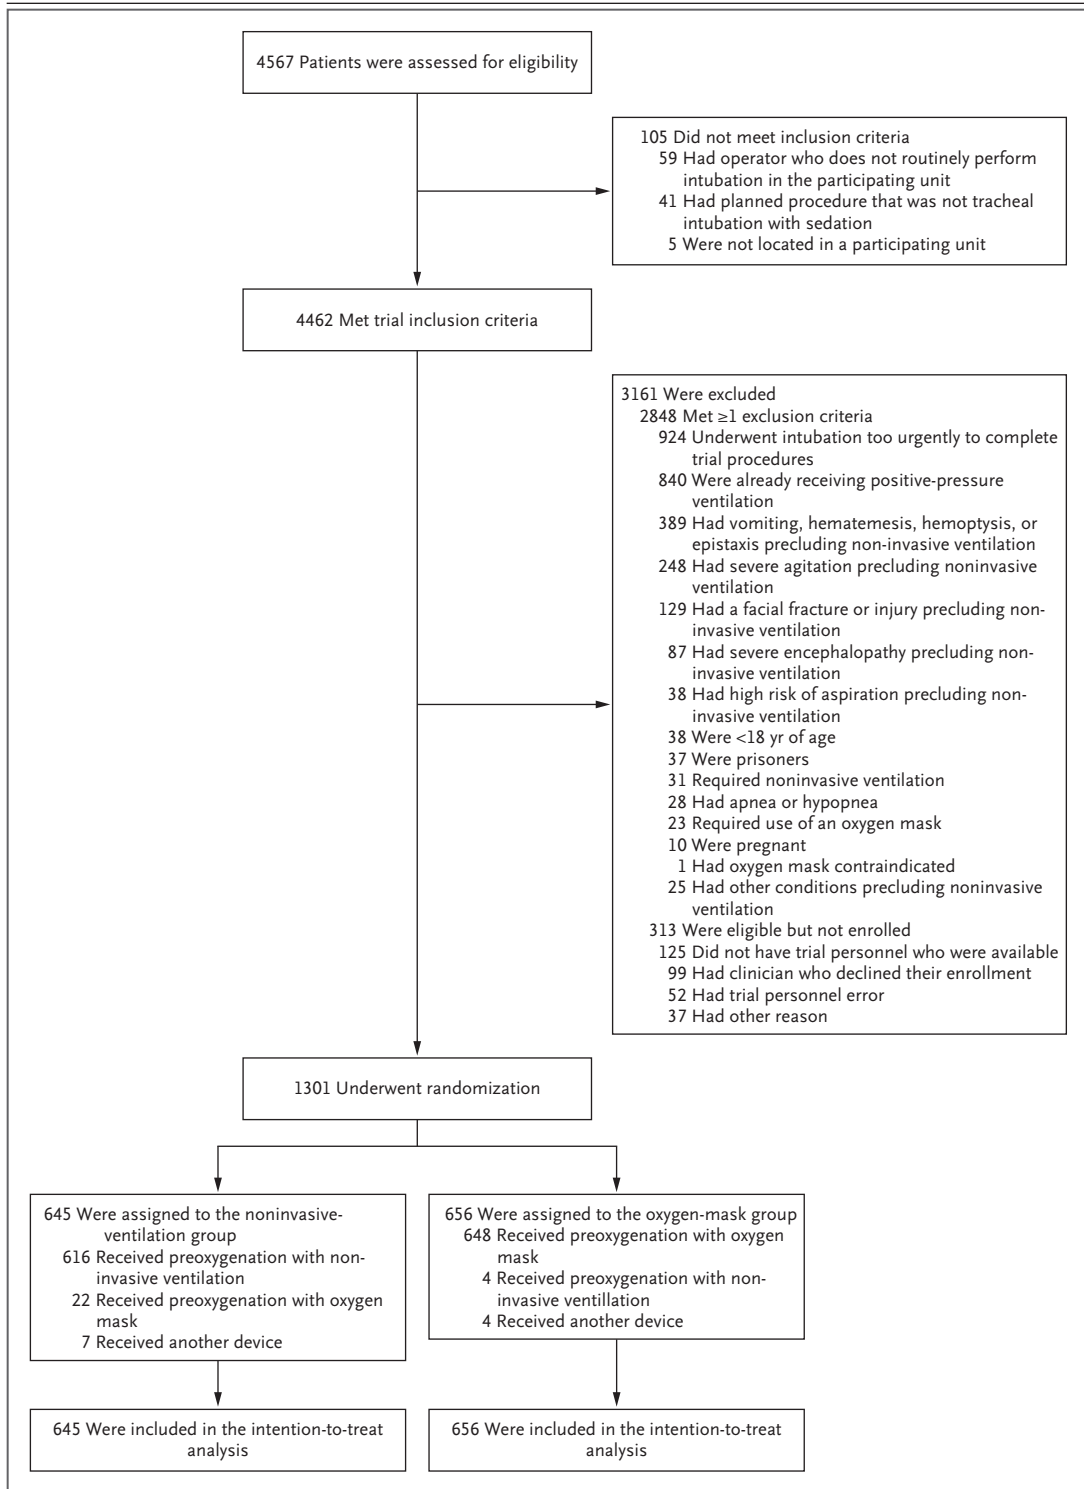 4567 Patients were assessed for eligibility
105 Did not meet inclusion criteria
59 Had operator who does not routinely perform
intubation in the participating unit
41 Had planned procedure that was not tracheal
intubation with sedation
5 Were not located in a participating unit
4462 Met trial inclusion criteria
3161 Were excluded
2848 Met ≥1 exclusion criteria
924 Underwent intubation too urgently to complete
trial procedures
840 Were already receiving positive-pressure
ventilation
389 Had vomiting, hematemesis, hemoptysis, or
epistaxis precluding non-invasive ventilation
248 Had severe agitation precluding noninvasive
ventilation
129 Had a facial fracture or injury precluding non-
invasive ventilation
87 Had severe encephalopathy precluding non-
invasive ventilation
38 Had high risk of aspiration precluding non-
invasive ventilation
38 Were <18 yr of age
37 Were prisoners
31 Required noninvasive ventilation
28 Had apnea or hypopnea
23 Required use of an oxygen mask
10 Were pregnant
1 Had oxygen mask contraindicated
25 Had other conditions precluding noninvasive
ventilation
313 Were eligible but not enrolled
125 Did not have trial personnel who were available
99 Had clinician who declined their enrollment
52 Had trial personnel error
37 Had other reason
1301 Underwent randomization
645 Were assigned to the noninvasive-
ventilation group
616 Received preoxygenation with non-
invasive ventilation
22 Received preoxygenation with oxygen
mask
7 Received another device
656 Were assigned to the oxygen-mask group
648 Received preoxygenation with oxygen
mask
4 Received preoxygenation with non-
invasive ventillation
4 Received another device
645 Were included in the intention-to-treat
analysis
656 Were included in the intention-to-treat
analysis